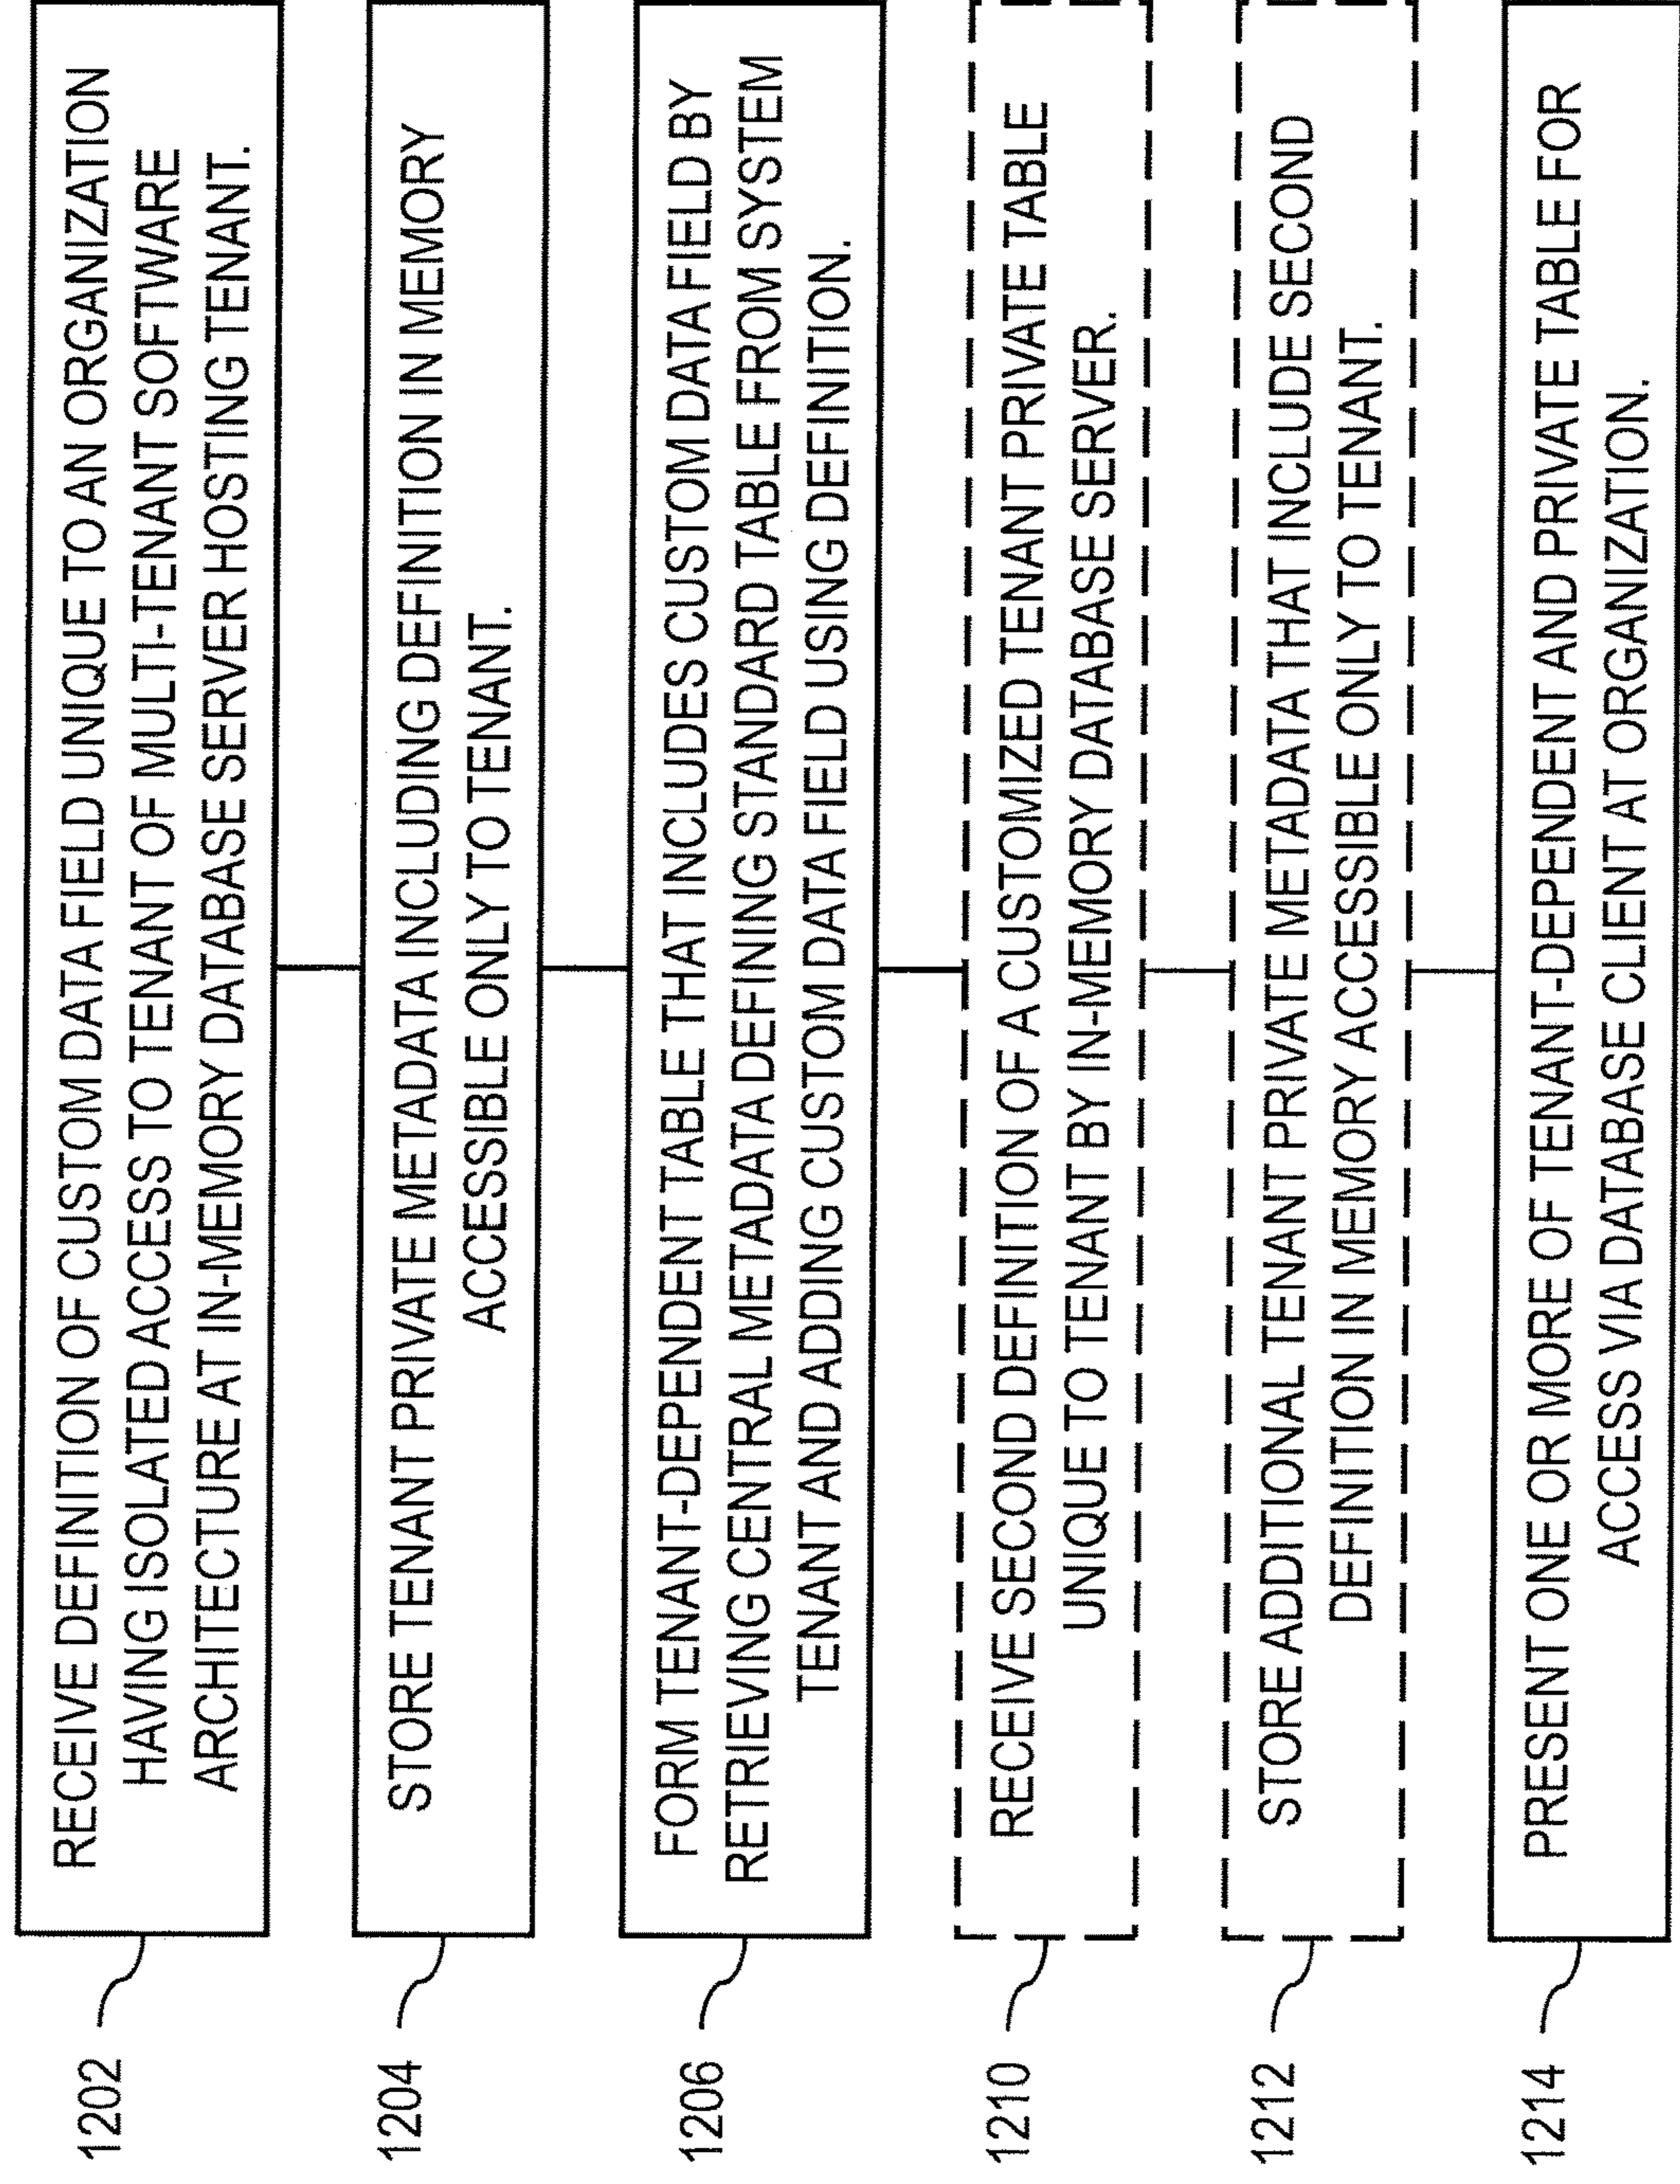 1202
RECEIVE DEFINITION OF CUSTOM DATA FIELD UNIQUE TO AN ORGANIZATION
HAVING ISOLATED ACCESS TO TENANT OF MULTI-TENANT SOFTWARE
ARCHITECTURE AT IN-MEMORY DATABASE SERVER HOSTING TENANT.
1204
STORE TENANT PRIVATE METADATA INCLUDING DEFINITION IN MEMORY
ACCESSIBLE ONLY TO TENANT.
1206
FORM TENANT-DEPENDENT TABLE THAT INCLUDES CUSTOM DATA FIELD BY
RETRIEVING CENTRAL METADATA DEFINING STANDARD TABLE FROM SYSTEM
TENANT AND ADDING CUSTOM DATA FIELD USING DEFINITION.
1210
RECEIVE SECOND DEFINITION OF A CUSTOMIZED TENANT PRIVATE TABLE
UNIQUE TO TENANT BY IN-MEMORY DATABASE SERVER.
1212
STORE ADDITIONAL TENANT PRIVATE METADATA THAT INCLUDE SECOND
DEFINITION IN MEMORY ACCESSIBLE ONLY TO TENANT.
1214
PRESENT ONE OR MORE OF TENANT-DEPENDENT AND PRIVATE TABLE FOR
ACCESS VIA DATABASE CLIENT AT ORGANIZATION.